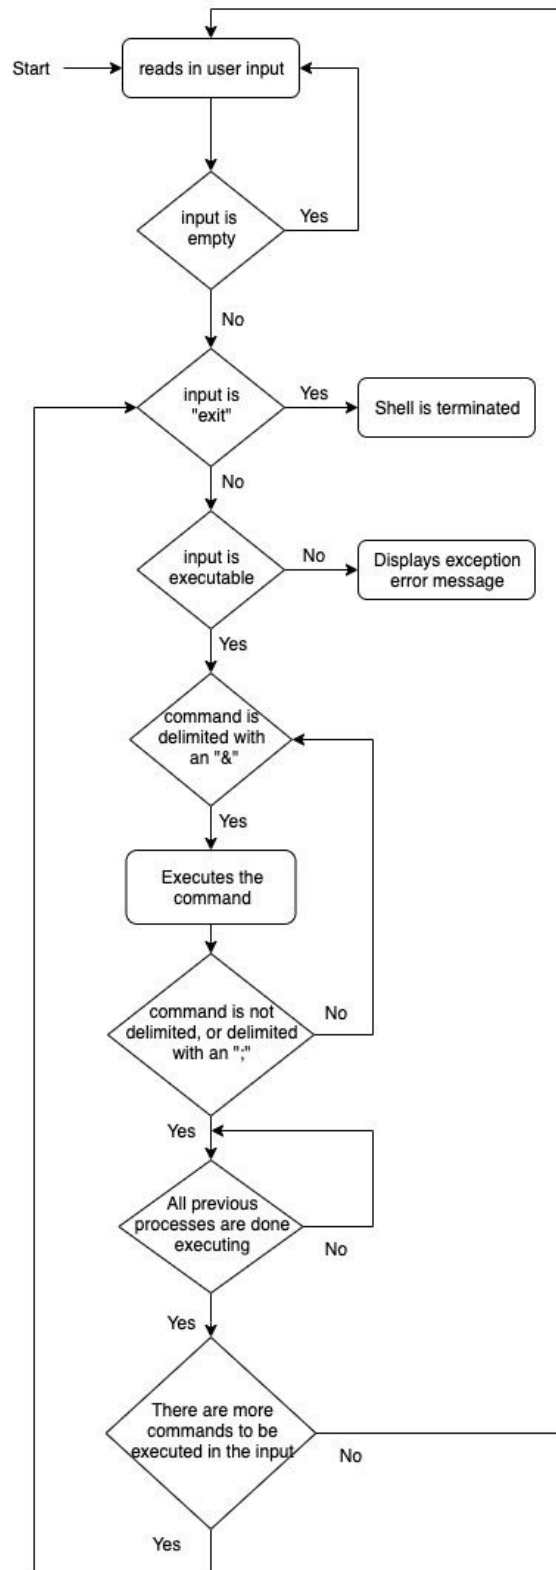 Start
reads in user input
input is
empty
Yes
No
input is
"exit"
Yes
Shell is terminated
No
input is
executable
No
Displays exception
error message
Yes
command is
delimited with
an "&"
Yes
Executes the
command
command is not
delimited, or delimited
with an ";"
No
Yes
All previous
processes are done
executing
No
Yes
There are more
commands to be
executed in the input
No
Yes